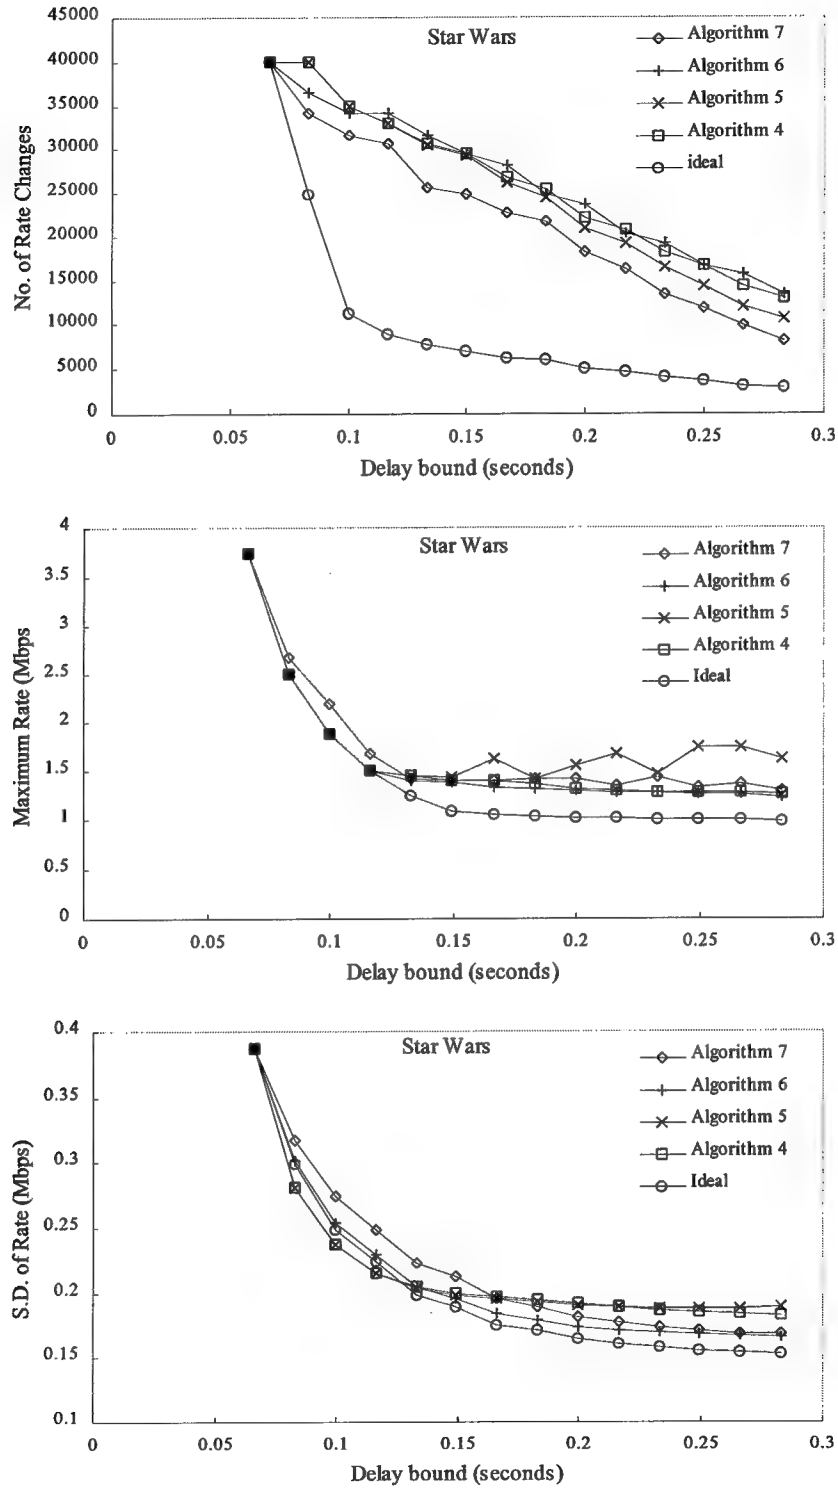 Star Wars
Algorithm 7
Algorithm 6
Algorithm 5
Algorithm 4
ideal
45000
40000
35000
30000
25000
20000
15000
10000
5000
0
No. of Rate Changes
0 0.05 0.1 0.15 0.2 0.25 0.3
Delay bound (seconds)
Star Wars
Algorithm 7
Algorithm 6
Algorithm 5
Algorithm 4
Ideal
4
3.5
3
2.5
2
1.5
1
0.5
0
Maximum Rate (Mbps
0 0.05 0.1 0.15 0.2 0.25 0.3
Delay bound (seconds)
Star Wars
Algorithm 7
Algorithm 6
Algorithm 5
Algorithm 4
Ideal
0.4
0.35
0.3
0.25
0.2
0.15
0.1
S.D. of Rate (Mbps)
0 0.05 0.1 0.15 0.2 0.25 0.3
Delay bound (seconds)